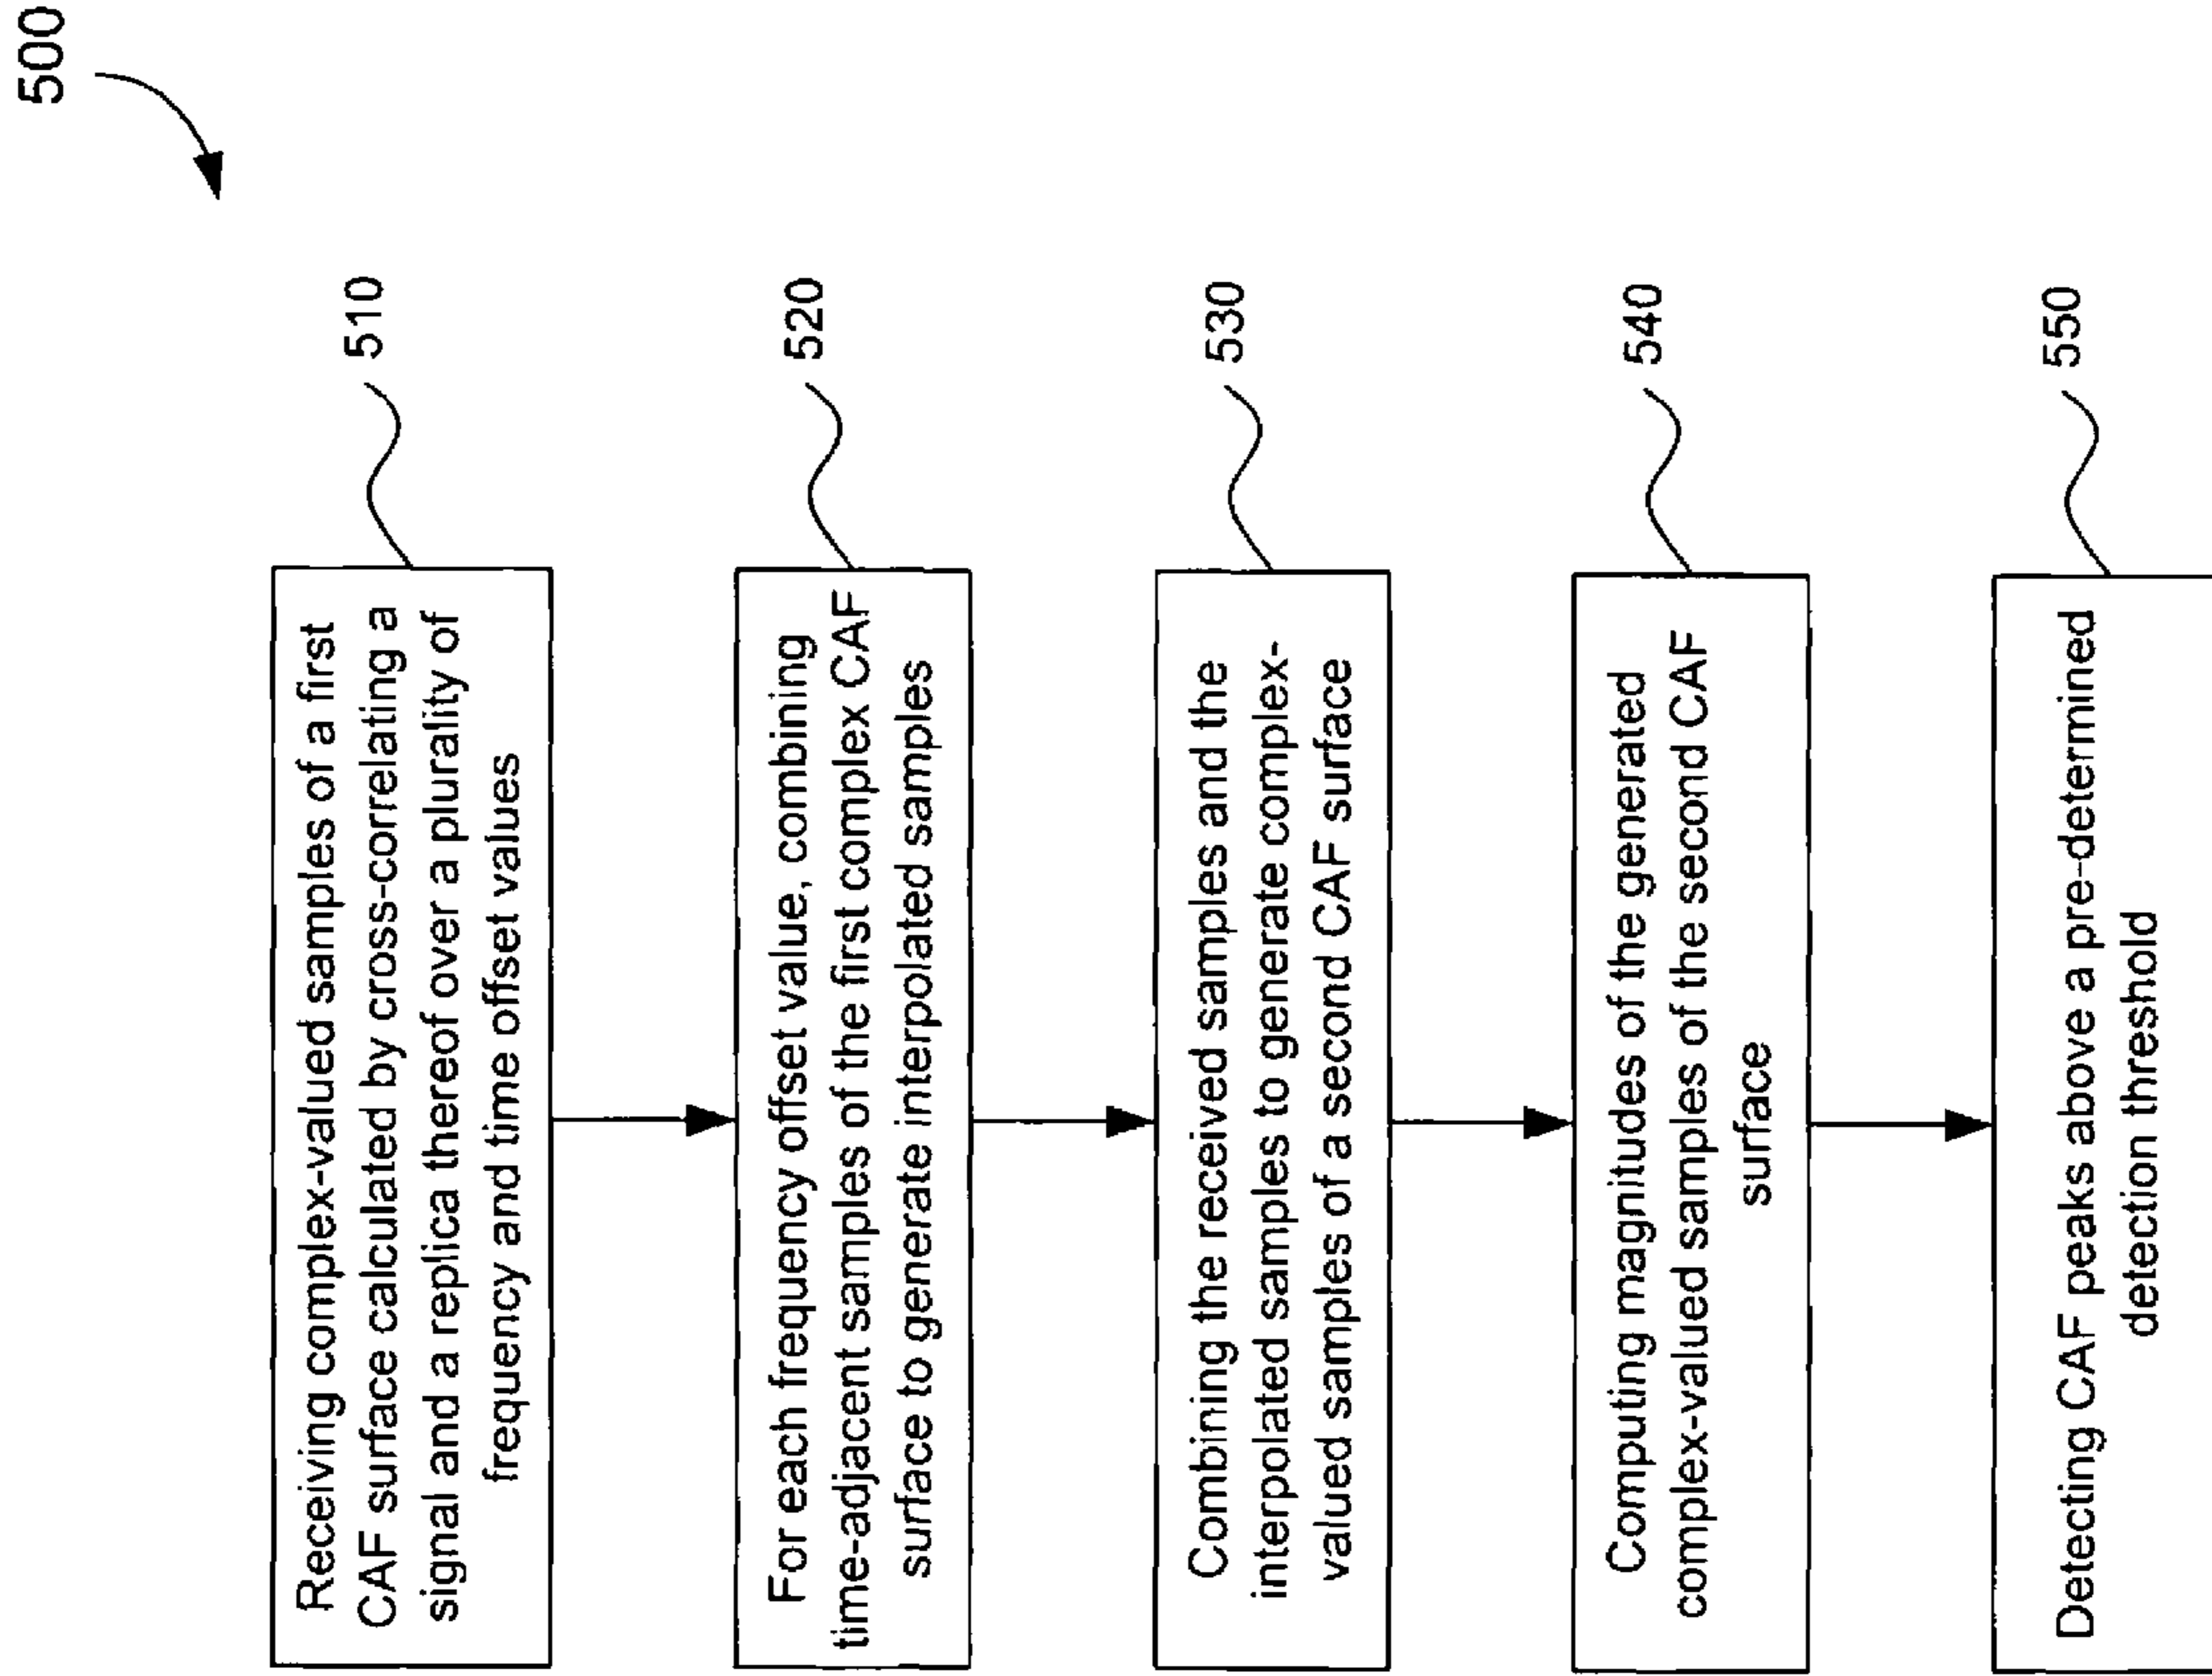 500
Receiving complex-valued samples of a first
CAF surface calculated by cross-correlating a
signal and a replica thereof over a plurality of
frequency and time offset values
510
For each frequency offset value, combining
time-adjacent samples of the first complex CAF
surface to generate interpolated samples
520
Combining the received samples and the
interpolated samples to generate complex-
valued samples of a second CAF surface
530
Computing magnitudes of the generated
complex-valued samples of the second CAF
surface
540
Detecting CAF peaks above a pre-determined
detection threshold
550